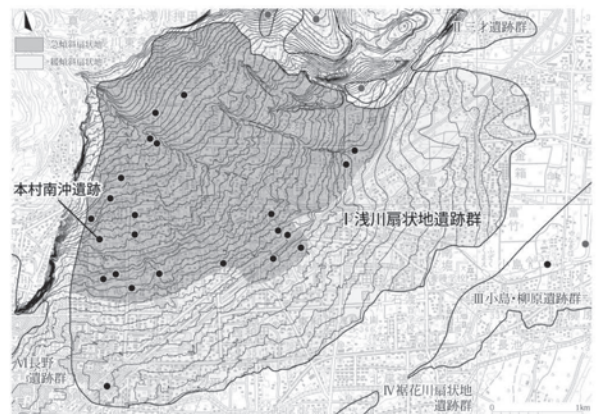 急傾斜扇状地
緩傾斜扇状地
Ⅱ三才遺跡群
本村南沖遺跡
Ⅰ浅川扇状地遺跡群
Ⅲ小島・柳原遺跡群
Ⅵ長野
遺跡群
Ⅳ裾花川扇状地
遺跡群
0 1km